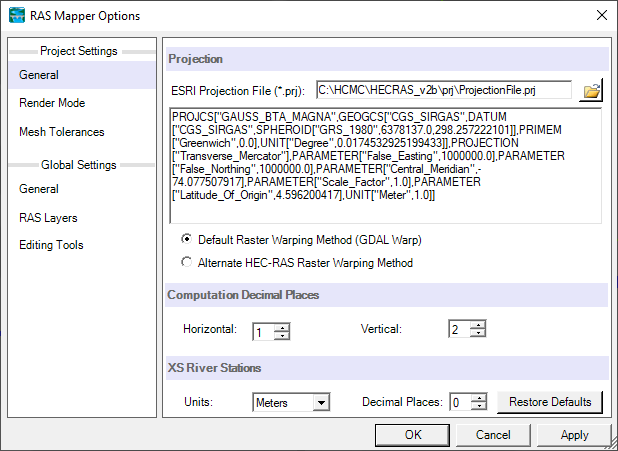 RAS Mapper Options
Project Settings
General
Render Mode
Mesh Tolerances
Global Settings
General
RAS Layers
Editing Tools
Projection
ESRI Projection File (*.prj): C:\HCMC\HECRAS_v2b\prj\ProjectionFile.prj
PROJCS["GAUSS_BTA_MAGNA",GEOGCS["CGS_SIRGAS",DATUM
["CGS_SIRGAS",SPHEROID["GRS_1980",6378137.0,298.257222101]],PRIMEM
["Greenwich",0.0],UNIT["Degree",0.0174532925199433]],PROJECTION
["Transverse_Mercator"],PARAMETER["False_Easting",1000000.0],PARAMETER
["False_Northing",1000000.0],PARAMETER["Central_Meridian",-
74.077507917],PARAMETER["Scale_Factor",1.0],PARAMETER
["Latitude_Of_Origin",4.596200417],UNIT["Meter",1.0]]
Default Raster Warping Method (GDAL Warp)
Alternate HEC-RAS Raster Warping Method
Computation Decimal Places
Horizontal: 1 Vertical: 2
XS River Stations
Units: Meters Decimal Places: 0 Restore Defaults
OK Cancel Apply